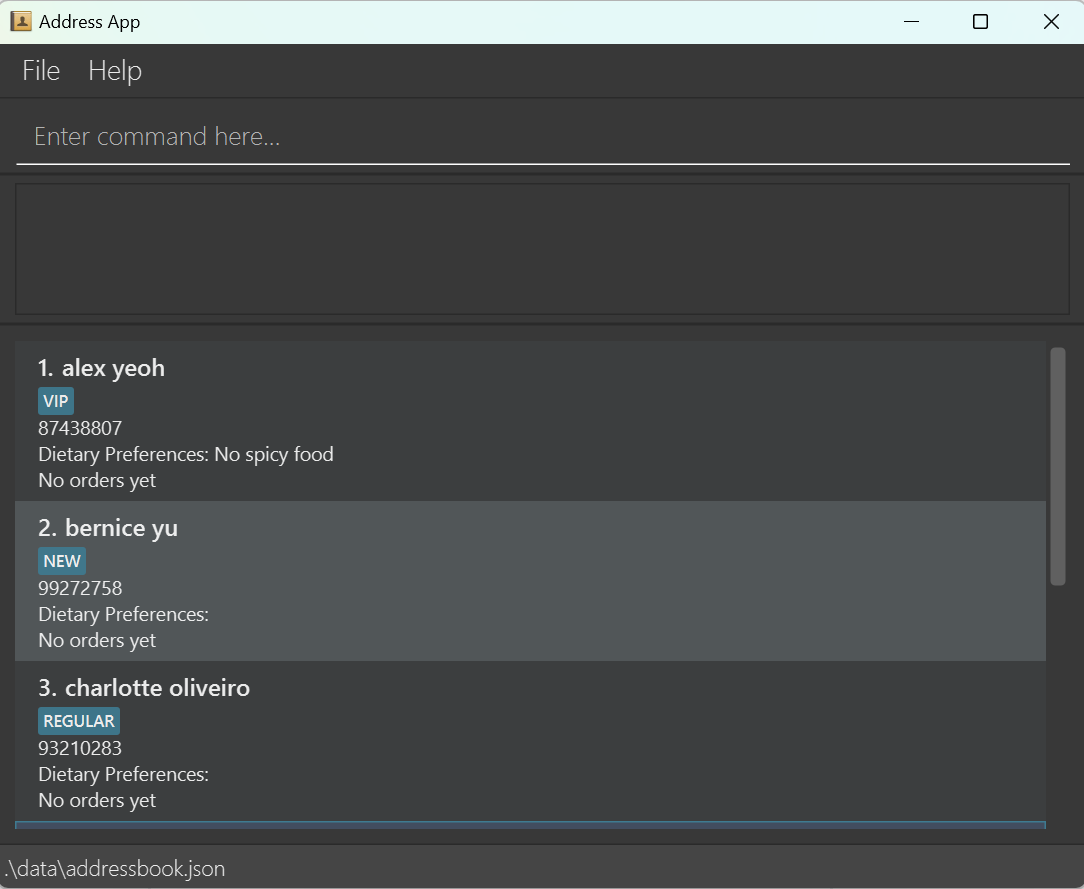 Address App
File Help
Enter command here...
1. alex yeoh
VIP
87438807
Dietary Preferences: No spicy food
No orders yet
2. bernice yu
NEW
99272758
Dietary Preferences:
No orders yet
3. charlotte oliveiro
REGULAR
93210283
Dietary Preferences:
No orders yet
.\data\addressbook.json